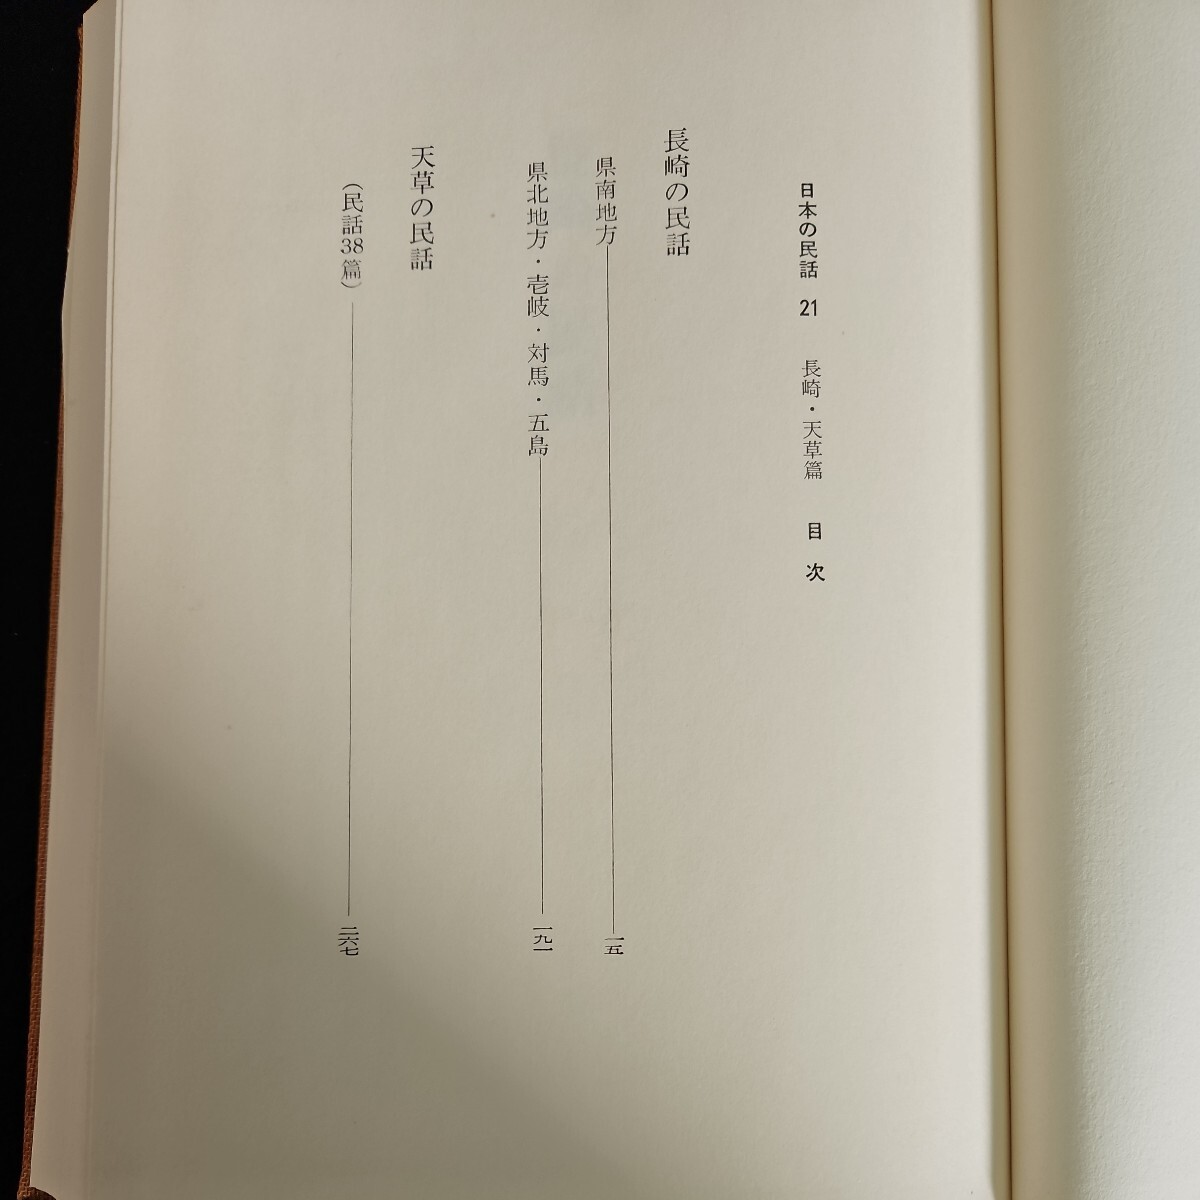 日本の民話 21 長崎・天草篇 目次
長崎の民話
県南地方――一五
県北地方・壱岐・対馬・五島――一九一
天草の民話
（民話38篇）――二六七